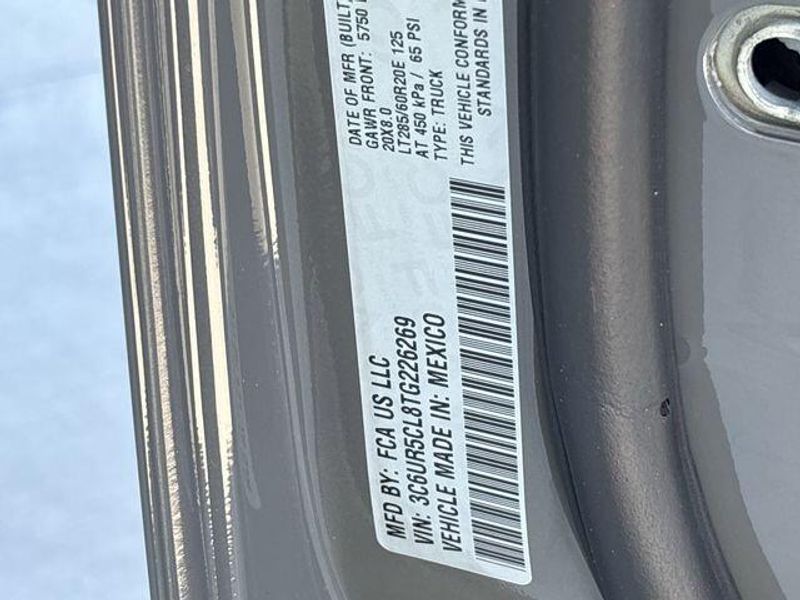 MFD BY: FCA US LLC
DATE OF MFR (BUILT)
GAWR FRONT: 5750
20X8.0
LT285/60R20E 125
AT 450 kPa / 65 PSI
TYPE: TRUCK
VIN: 3C6UR5CL8TG226269
THIS VEHICLE CONFORM
STANDARDS IN
VEHICLE MADE IN: MEXICO